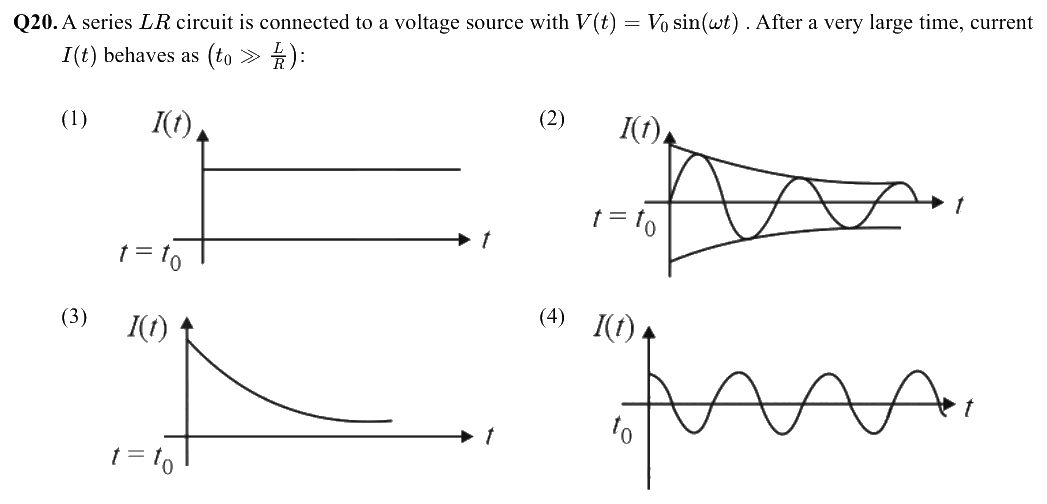 Q20. A series LR circuit is connected to a voltage source with V(t) = V₀ sin(ωt) . After a very large time, current
I(t) behaves as (t₀ ≫ L/R):
(1) I(t)
t = t₀ t
(2) I(t)
t = t₀ t
(3) I(t)
t = t₀ t
(4) I(t)
t₀ t